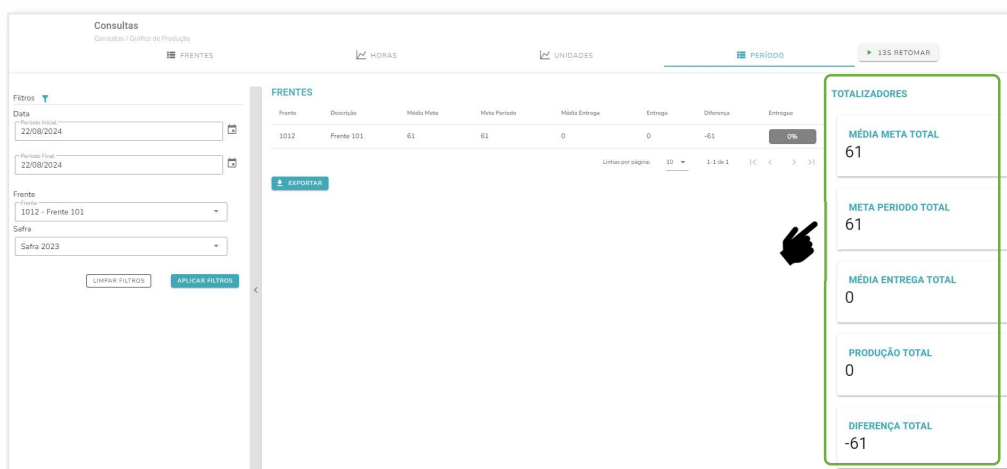 Consultas
Consultas / Gráfico de Produção
FRENTES
HORAS
UNIDADES
PERÍODO
135 RETOMAR
Filtros
Data
Período Inicial
22/08/2024
Período Final
22/08/2024
Frente
Frente
1012 - Frente 101
Safra
Safra 2023
LIMPAR FILTROS
APLICAR FILTROS
FRENTES
Frente Descrição Média Meta Meta Período Média Entrega Entrega Diferença Entregue
1012 Frente 101 61 61 0 0 -61 0%
Linhas por página: 10 1-1 de 1
EXPORTAR
TOTALIZADORES
MÉDIA META TOTAL
61
META PERIODO TOTAL
61
MÉDIA ENTREGA TOTAL
0
PRODUÇÃO TOTAL
0
DIFERENÇA TOTAL
-61